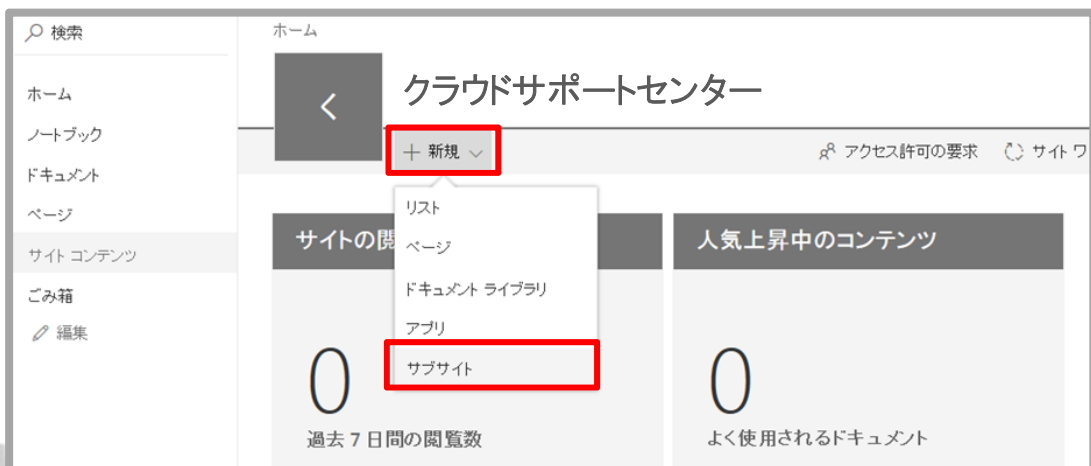 検索
ホーム
ノートブック
ドキュメント
ページ
サイト コンテンツ
ごみ箱
編集
ホーム
クラウドサポートセンター
新規
アクセス許可の要求
サイト ワ
リスト
ページ
ドキュメント ライブラリ
アプリ
サブサイト
サイトの閲
0
過去 7 日間の閲覧数
人気上昇中のコンテンツ
0
よく使用されるドキュメント